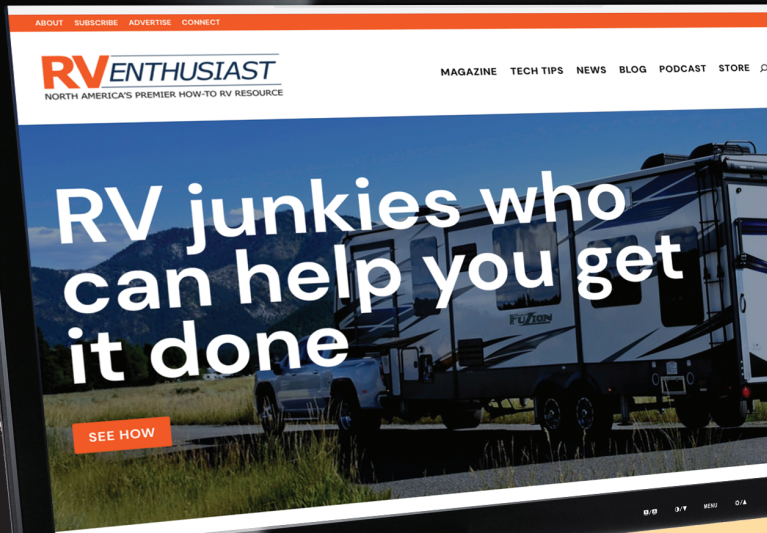 ABOUT SUBSCRIBE ADVERTISE CONNECT
RV ENTHUSIAST
NORTH AMERICA'S PREMIER HOW-TO RV RESOURCE
MAGAZINE TECH TIPS NEWS BLOG PODCAST STORE
RV junkies who
can help you get
it done
FUZION
SEE HOW
MENU